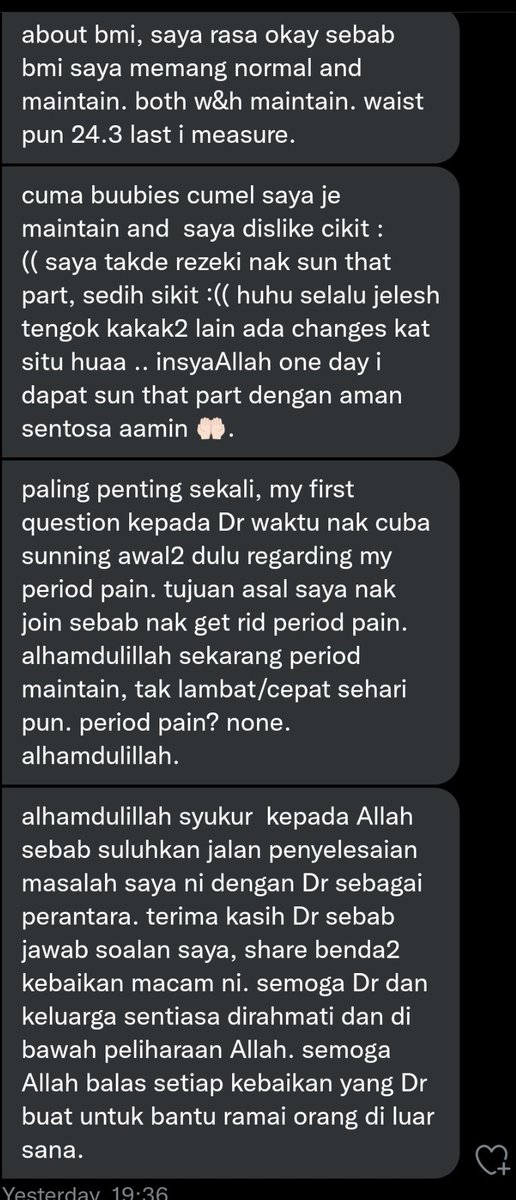 about bmi, saya rasa okay sebab
bmi saya memang normal and
maintain. both w&h maintain. waist
pun 24.3 last i measure.
cuma buubies cumel saya je
maintain and  saya dislike cikit :
(( saya takde rezeki nak sun that
part, sedih sikit :(( huhu selalu jelesh
tengok kakak2 lain ada changes kat
situ huaa .. insyaAllah one day i
dapat sun that part dengan aman
sentosa aamin 🤲🏻.
paling penting sekali, my first
question kepada Dr waktu nak cuba
sunning awal2 dulu regarding my
period pain. tujuan asal saya nak
join sebab nak get rid period pain.
alhamdulillah sekarang period
maintain, tak lambat/cepat sehari
pun. period pain? none.
alhamdulillah.
alhamdulillah syukur  kepada Allah
sebab suluhkan jalan penyelesaian
masalah saya ni dengan Dr sebagai
perantara. terima kasih Dr sebab
jawab soalan saya, share benda2
kebaikan macam ni. semoga Dr dan
keluarga sentiasa dirahmati dan di
bawah peliharaan Allah. semoga
Allah balas setiap kebaikan yang Dr
buat untuk bantu ramai orang di luar
sana.
Yesterday, 19:36